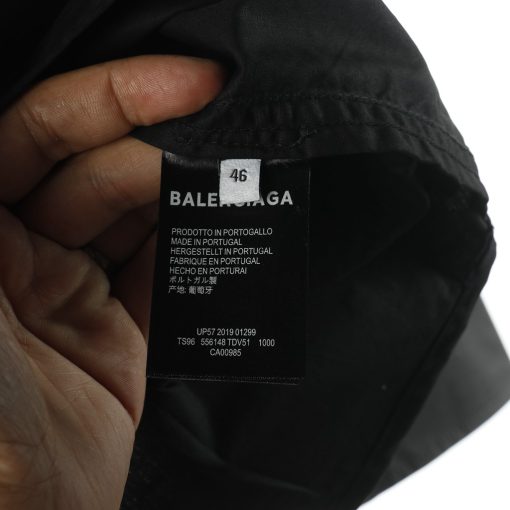 46
BALENCIAGA
PRODOTTO IN PORTOGALLO
MADE IN PORTUGAL
HERGESTELLT IN PORTUGAL
FABRIQUE EN PORTUGAL
HECHO EN PORTURAI
ポルトガル製
产地: 葡萄牙
UP57 2019 01299
TS96 556148 TDV51 1000
CA00985